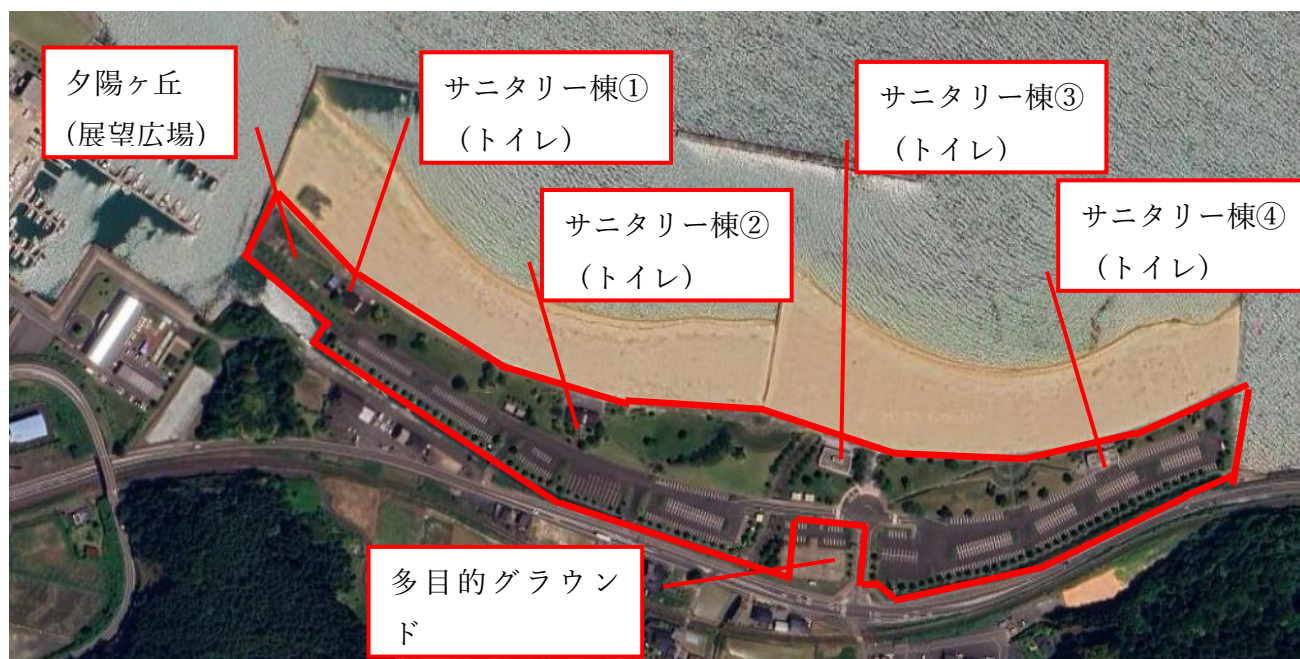 夕陽ヶ丘
(展望広場)
サニタリー棟①
（トイレ）
サニタリー棟②
（トイレ）
サニタリー棟③
（トイレ）
サニタリー棟④
（トイレ）
多目的グラウン
ド